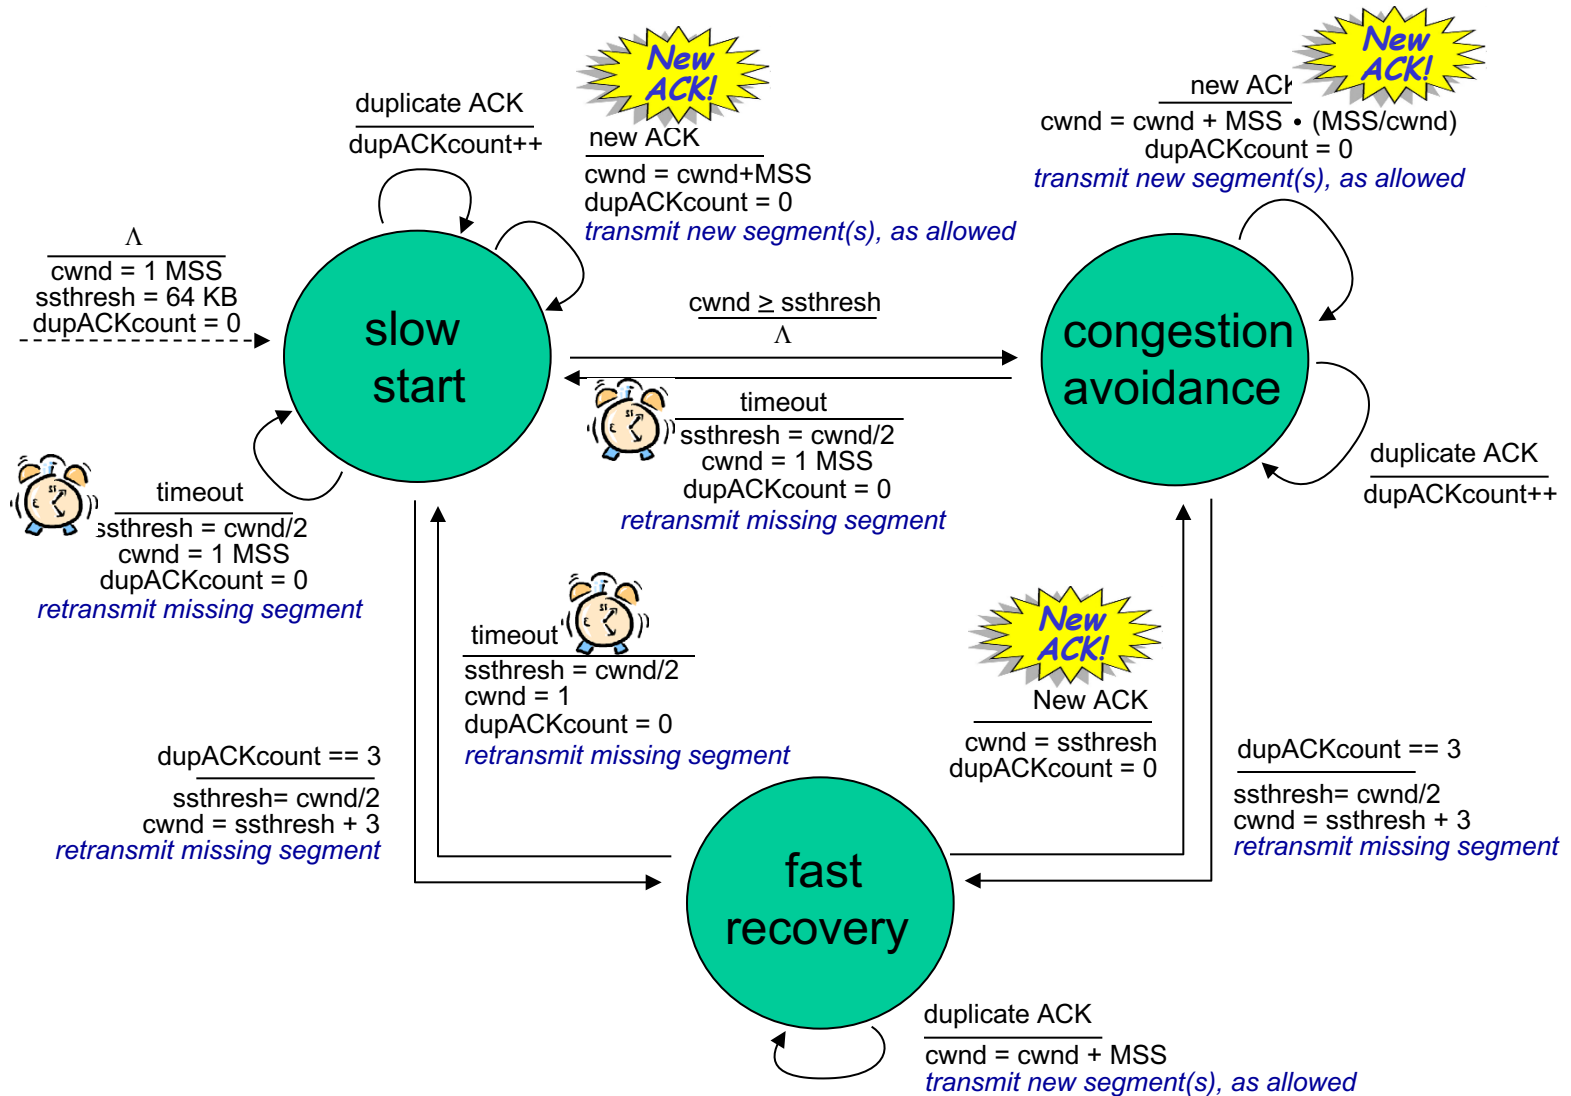 New
ACK!
duplicate ACK
dupACKcount++
new ACK
cwnd = cwnd+MSS
dupACKcount = 0
transmit new segment(s), as allowed
New
ACK!
new ACK
cwnd = cwnd + MSS • (MSS/cwnd)
dupACKcount = 0
transmit new segment(s), as allowed
Λ
cwnd = 1 MSS
ssthresh = 64 KB
dupACKcount = 0
slow
start
cwnd ≥ ssthresh
Λ
congestion
avoidance
timeout
ssthresh = cwnd/2
cwnd = 1 MSS
dupACKcount = 0
retransmit missing segment
duplicate ACK
dupACKcount++
timeout
ssthresh = cwnd/2
cwnd = 1 MSS
dupACKcount = 0
retransmit missing segment
timeout
ssthresh = cwnd/2
cwnd = 1
dupACKcount = 0
retransmit missing segment
New
ACK!
New ACK
cwnd = ssthresh
dupACKcount = 0
dupACKcount == 3
ssthresh= cwnd/2
cwnd = ssthresh + 3
retransmit missing segment
dupACKcount == 3
ssthresh= cwnd/2
cwnd = ssthresh + 3
retransmit missing segment
fast
recovery
duplicate ACK
cwnd = cwnd + MSS
transmit new segment(s), as allowed